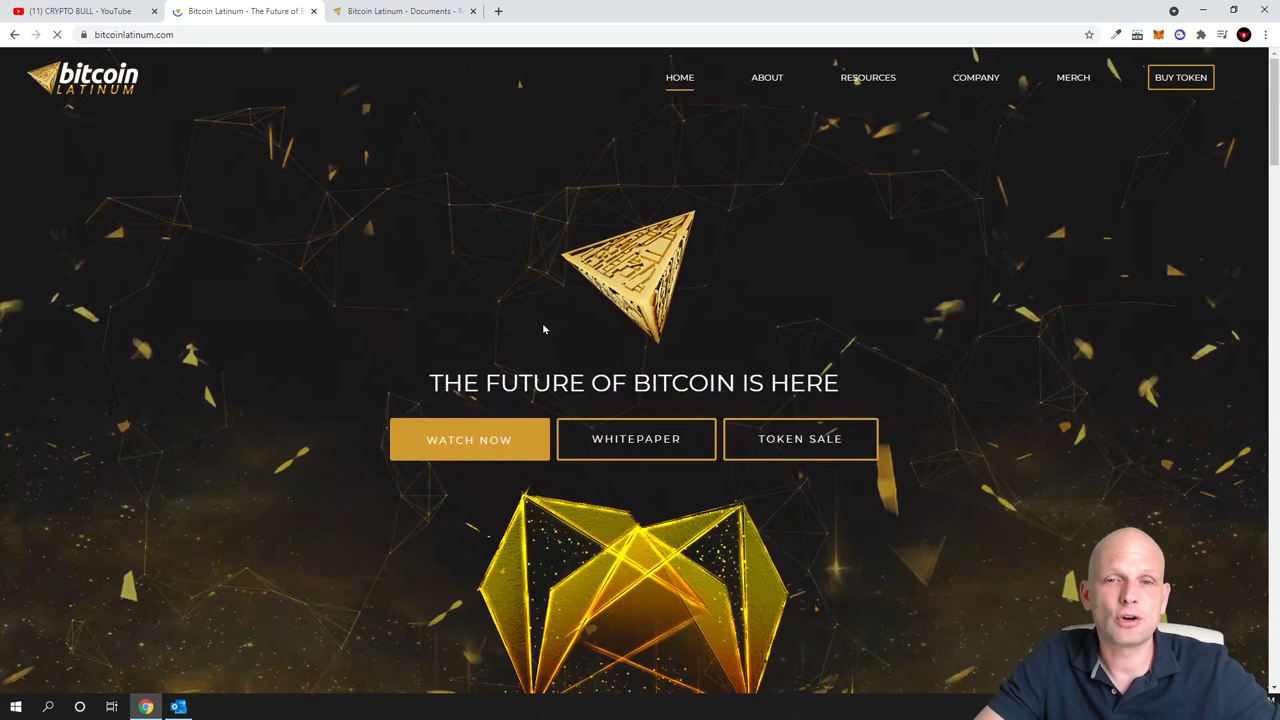 (11) CRYPTO BULL - YouTube
Bitcoin Latinum - The Future of B
Bitcoin Latinum - Documents - R
bitcoinlatinum.com
bitcoin
LATINUM
HOME
ABOUT
RESOURCES
COMPANY
MERCH
BUY TOKEN
THE FUTURE OF BITCOIN IS HERE
WATCH NOW
WHITEPAPER
TOKEN SALE